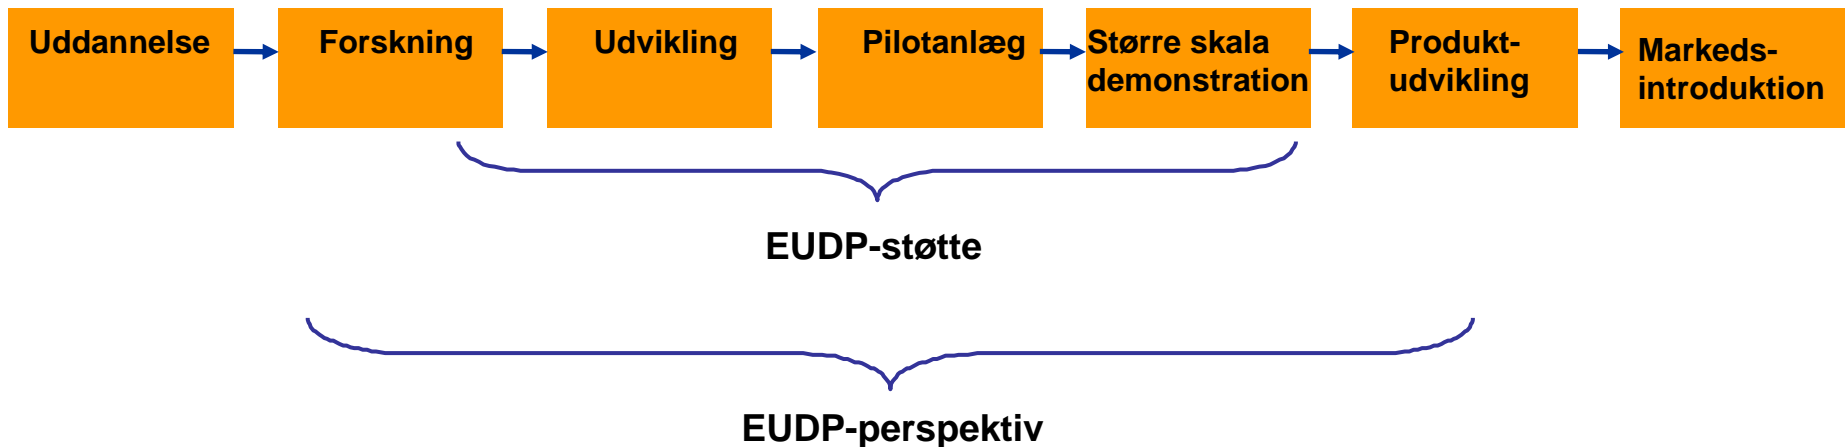 Uddannelse
Forskning
Udvikling
Pilotanlæg
Større skala
demonstration
Produkt-
udvikling
Markeds-
introduktion
EUDP-støtte
EUDP-perspektiv